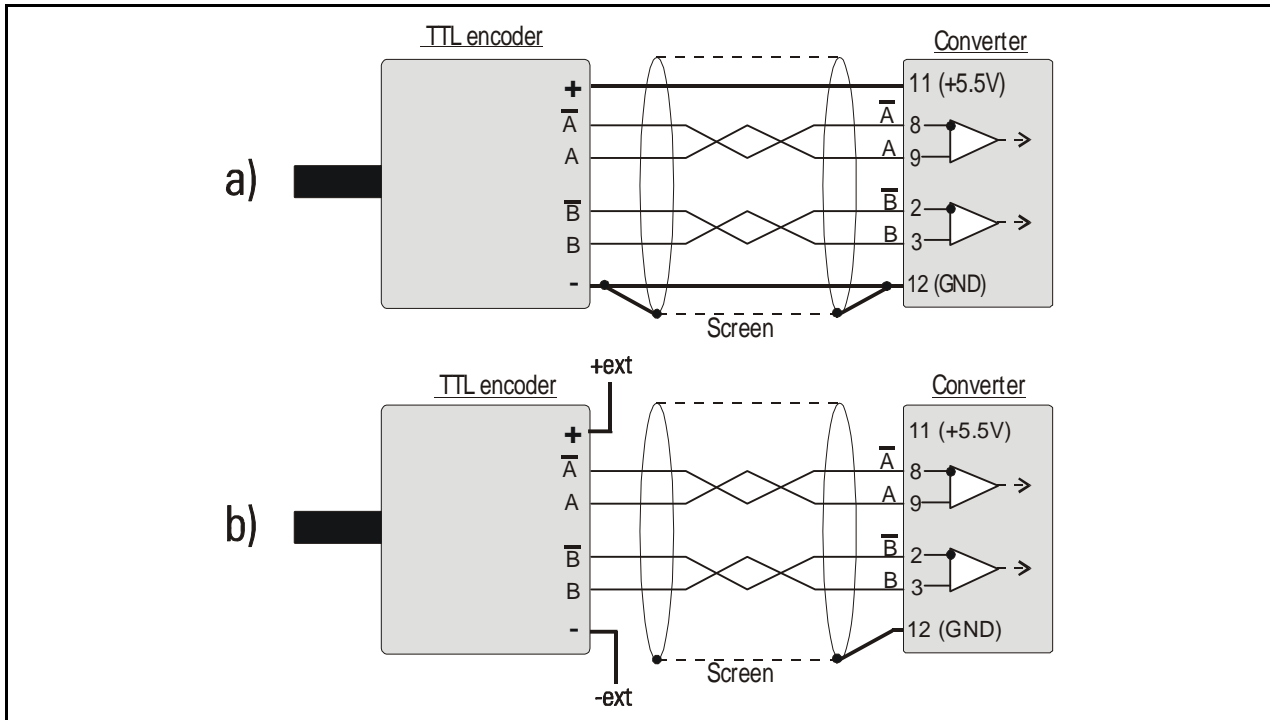 TTL encoder
Converter
a)
+
A̅
A
B̅
B
-
A̅
A
B̅
B
11 (+5.5V)
8
9
2
3
12 (GND)
Screen
+ext
TTL encoder
Converter
b)
+
A̅
A
B̅
B
-
-ext
A̅
A
B̅
B
11 (+5.5V)
8
9
2
3
12 (GND)
Screen